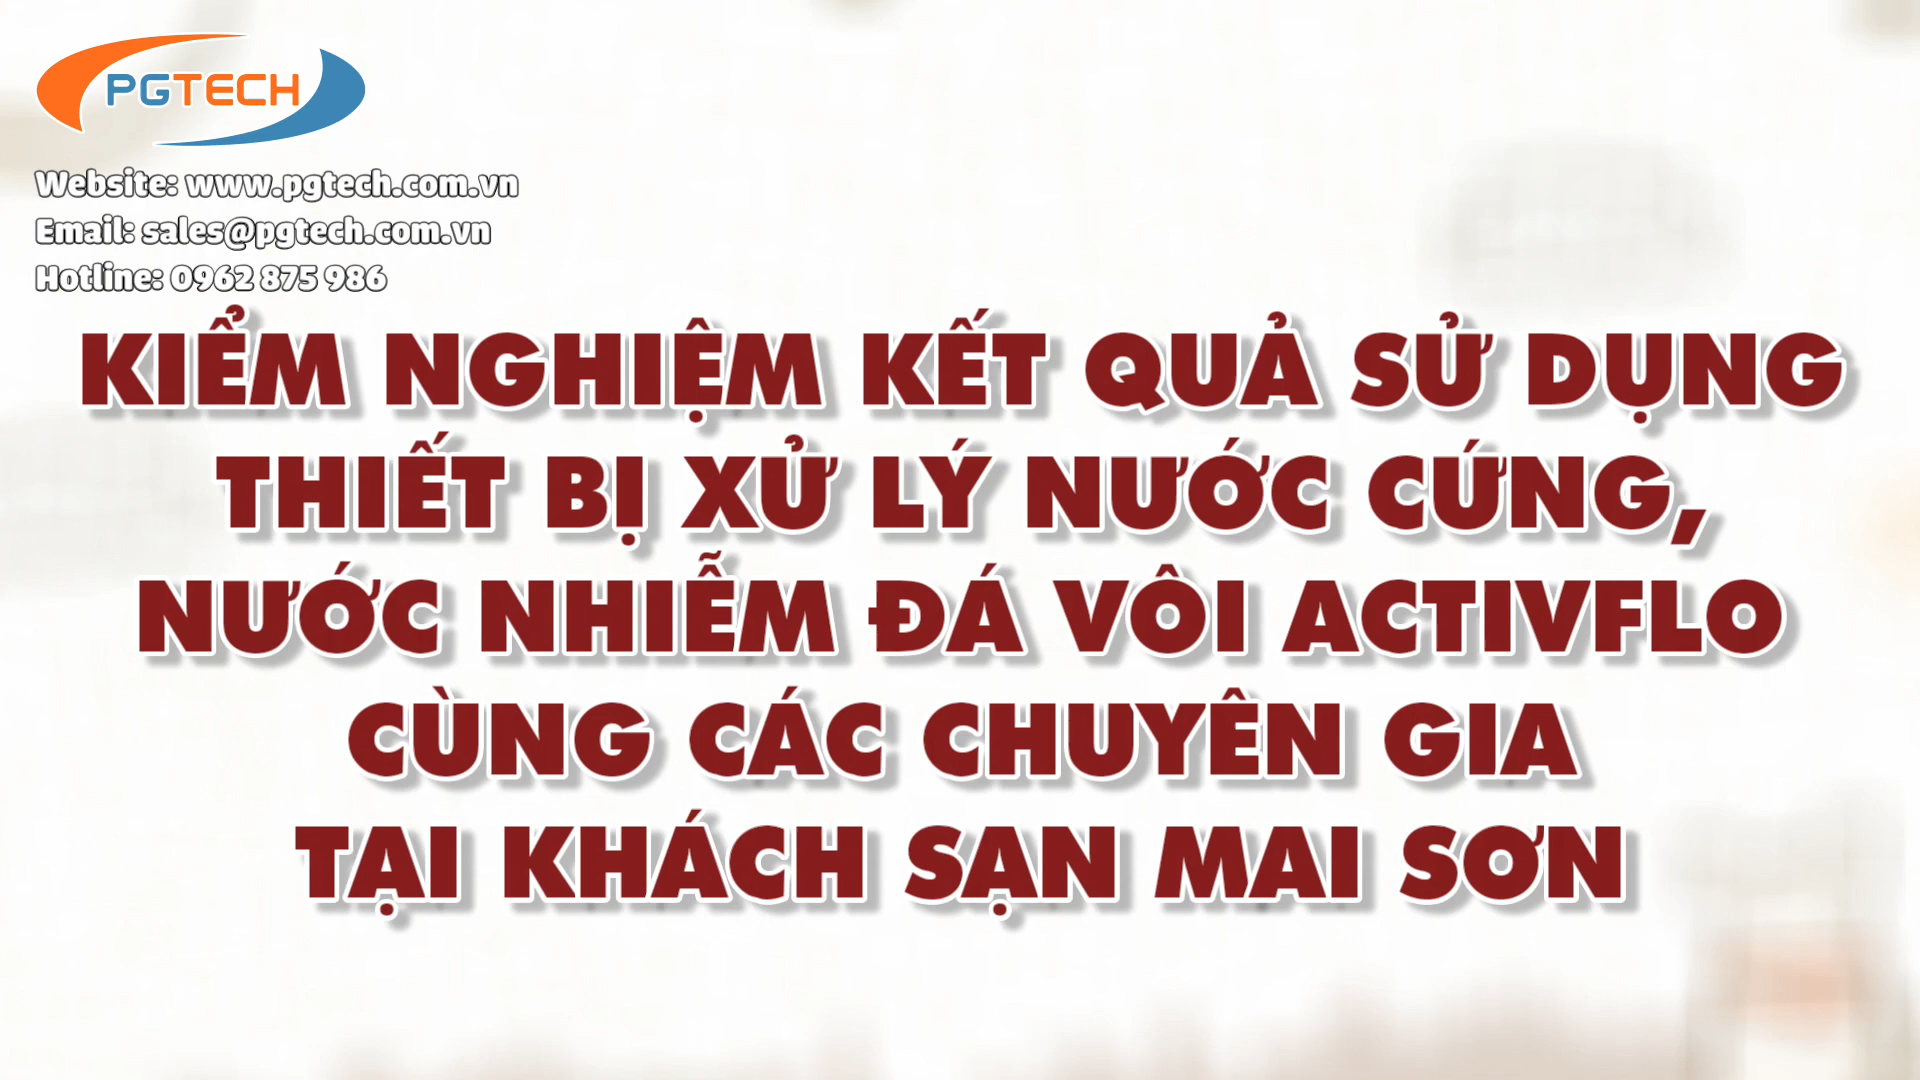 PGTECH
Website: www.pgtech.com.vn
Email: sales@pgtech.com.vn
Hotline: 0962 875 986
KIỂM NGHIỆM KẾT QUẢ SỬ DỤNG
THIẾT BỊ XỬ LÝ NƯỚC CỨNG,
NƯỚC NHIỄM ĐÁ VÔI ACTIVFLO
CÙNG CÁC CHUYÊN GIA
TẠI KHÁCH SẠN MAI SƠN